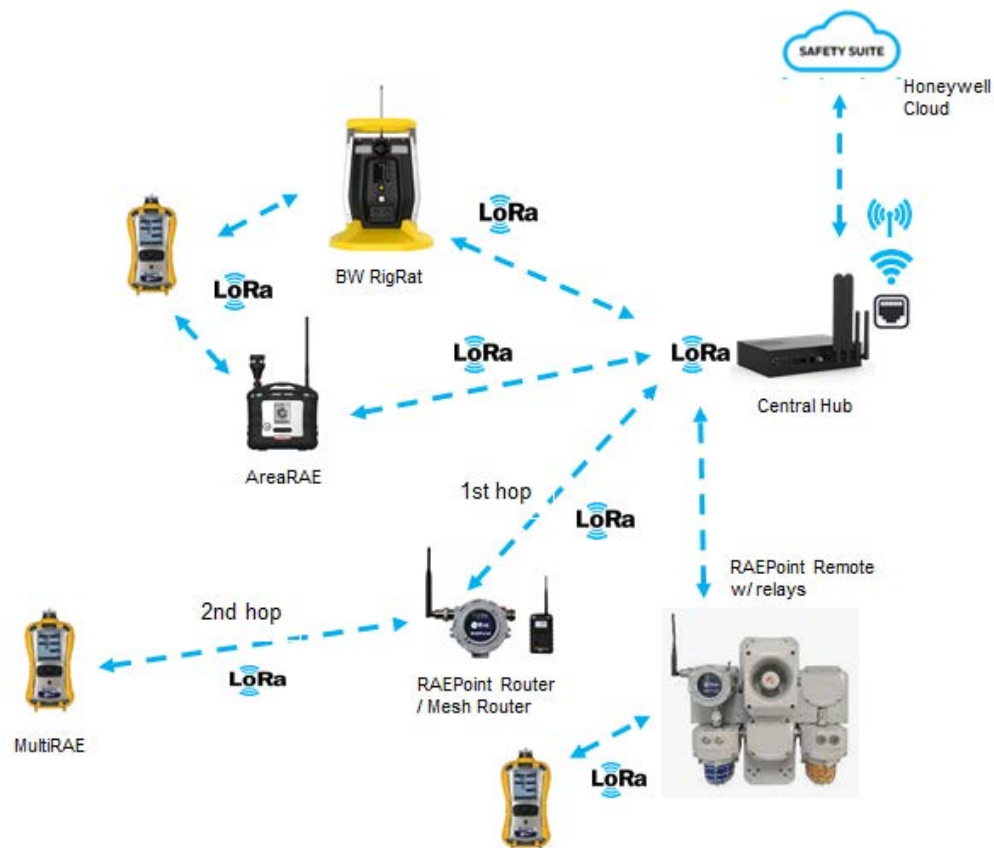 SAFETY SUITE
Honeywell
Cloud
LoRa
BW RigRat
LoRa
LoRa
LoRa
Central Hub
AreaRAE
1st hop
LoRa
RAEPoint Remote
w/ relays
2nd hop
LoRa
RAEPoint Router
/ Mesh Router
MultiRAE
LoRa